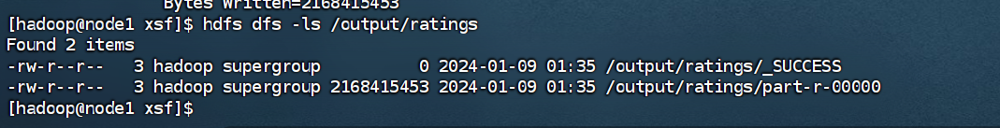 Bytes Written=2168415453
[hadoop@node1 xsf]$ hdfs dfs -ls /output/ratings
Found 2 items
-rw-r--r--   3 hadoop supergroup          0 2024-01-09 01:35 /output/ratings/_SUCCESS
-rw-r--r--   3 hadoop supergroup 2168415453 2024-01-09 01:35 /output/ratings/part-r-00000
[hadoop@node1 xsf]$